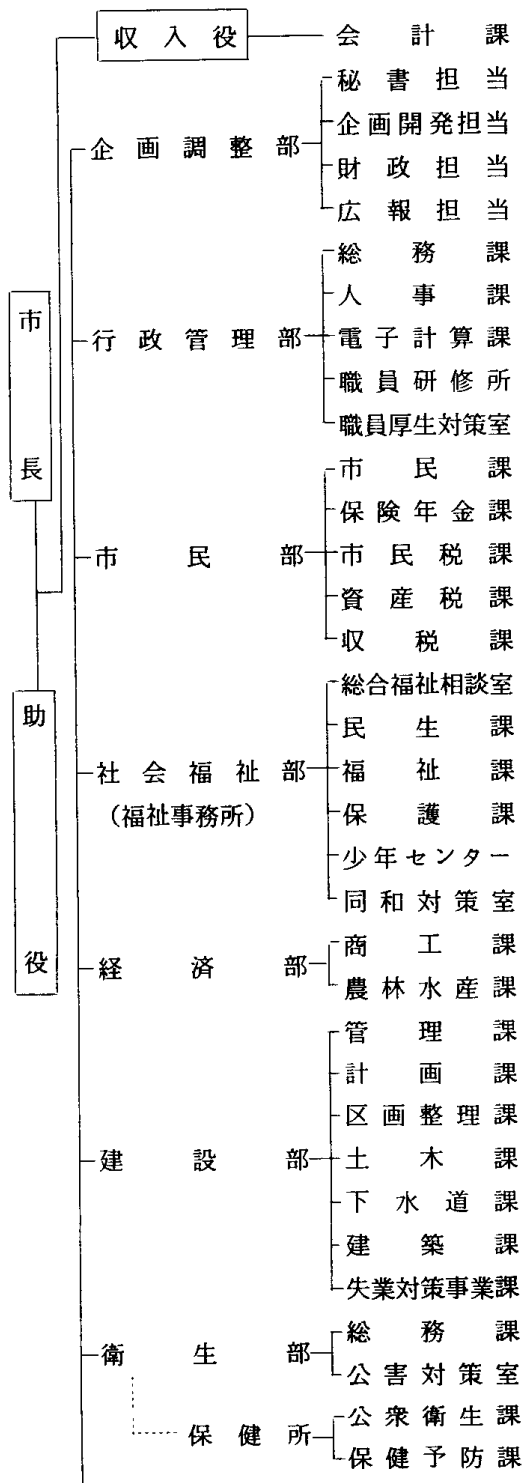 市長
助役
収入役
会計課
企画調整部
秘書担当
企画開発担当
財政担当
広報担当
行政管理部
総務課
人事課
電子計算課
職員研修所
職員厚生対策室
市民部
市民課
保険年金課
市民税課
資産税課
収税課
社会福祉部
(福祉事務所)
総合福祉相談室
民生課
福祉課
保護課
少年センター
同和対策室
経済部
商工課
農林水産課
建設部
管理課
計画課
区画整理課
土木課
下水道課
建築課
失業対策事業課
衛生部
総務課
公害対策室
保健所
公衆衛生課
保健予防課